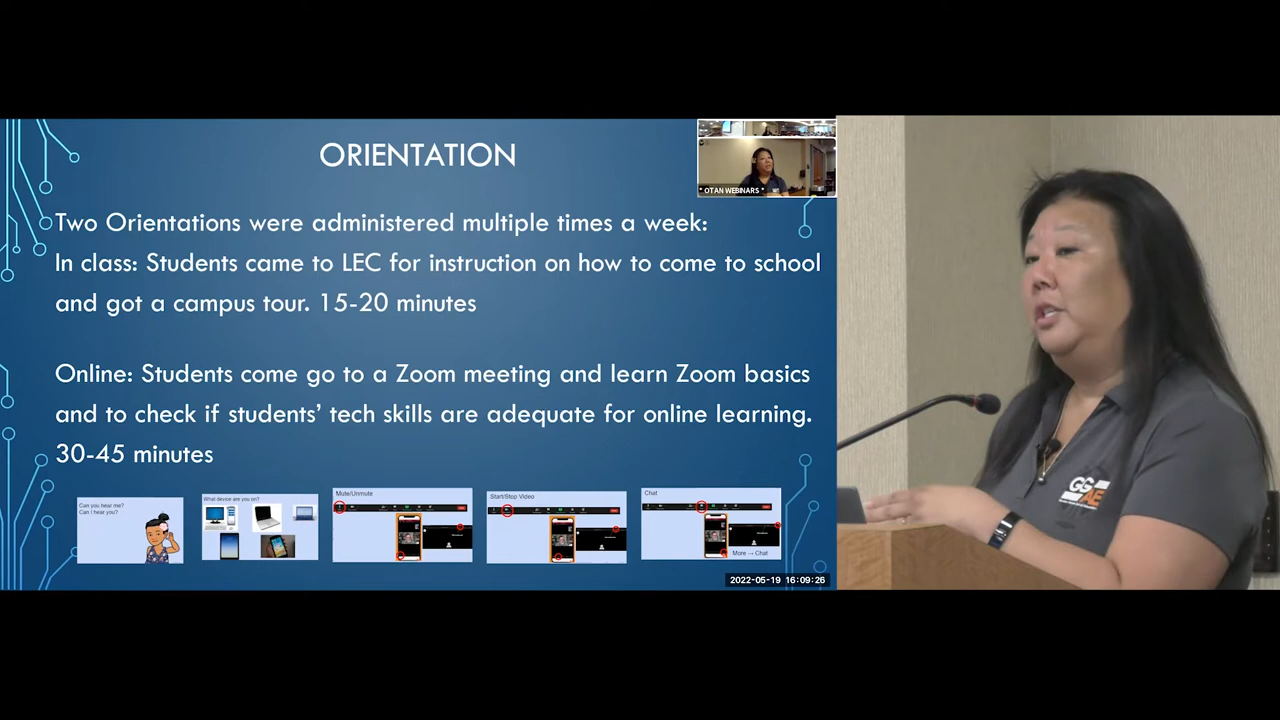 ORIENTATION
* OTAN WEBINARS *
Two Orientations were administered multiple times a week:
In class: Students came to LEC for instruction on how to come to school
and got a campus tour. 15-20 minutes
Online: Students come go to a Zoom meeting and learn Zoom basics
and to check if students’ tech skills are adequate for online learning.
30-45 minutes
Can you hear me?
Can I hear you?
What device are you on?
Mute/Unmute
Start/Stop Video
Chat
More → Chat
2022-05-19 16:09:26
GG
AE